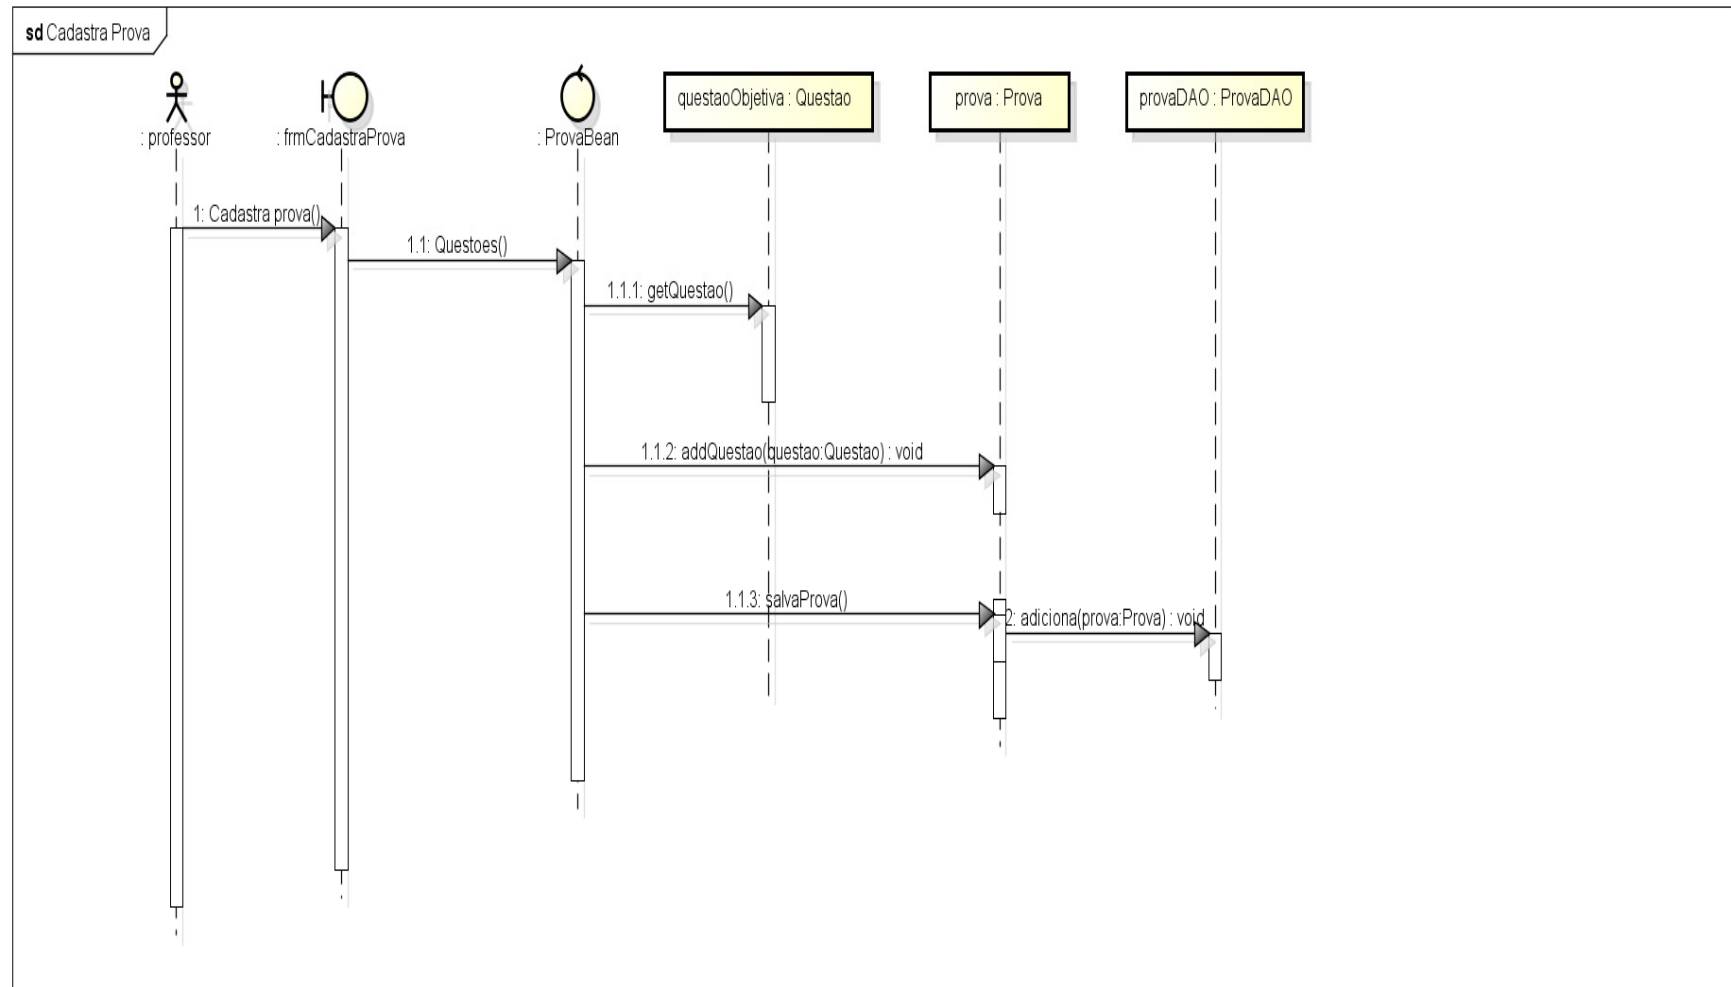 sd Cadastra Prova
: professor
: frmCadastraProva
: ProvaBean
questaoObjetiva : Questao
prova : Prova
provaDAO : ProvaDAO
1: Cadastra prova()
1.1: Questoes()
1.1.1: getQuestao()
1.1.2: addQuestao(questao:Questao) : void
1.1.3: salvaProva()
2: adiciona(prova:Prova) : void